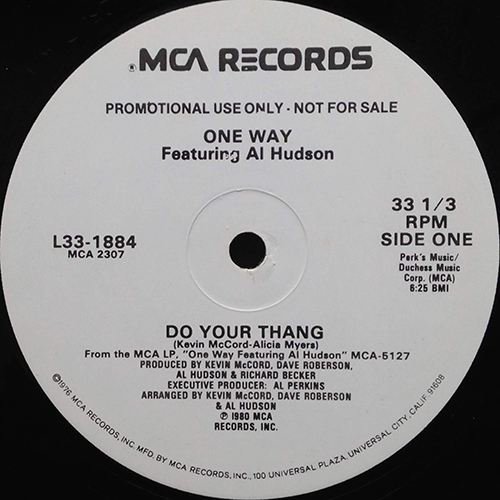 MCA RECORDS
PROMOTIONAL USE ONLY - NOT FOR SALE
ONE WAY
Featuring Al Hudson
L33-1884
MCA 2307
33 1/3
RPM
SIDE ONE
Perk's Music/
Duchess Music
Corp. (MCA)
6:25 BMI
DO YOUR THANG
(Kevin McCord-Alicia Myers)
From the MCA LP, "One Way Featuring Al Hudson" MCA-5127
PRODUCED BY KEVIN McCORD, DAVE ROBERSON,
AL HUDSON & RICHARD BECKER
EXECUTIVE PRODUCER: AL PERKINS
ARRANGED BY KEVIN McCORD, DAVE ROBERSON
& AL HUDSON
℗ 1980 MCA
RECORDS, INC.
©1976 MCA RECORDS, INC. MFD. BY MCA RECORDS, INC., 100 UNIVERSAL PLAZA, UNIVERSAL CITY, CALIF. 91608